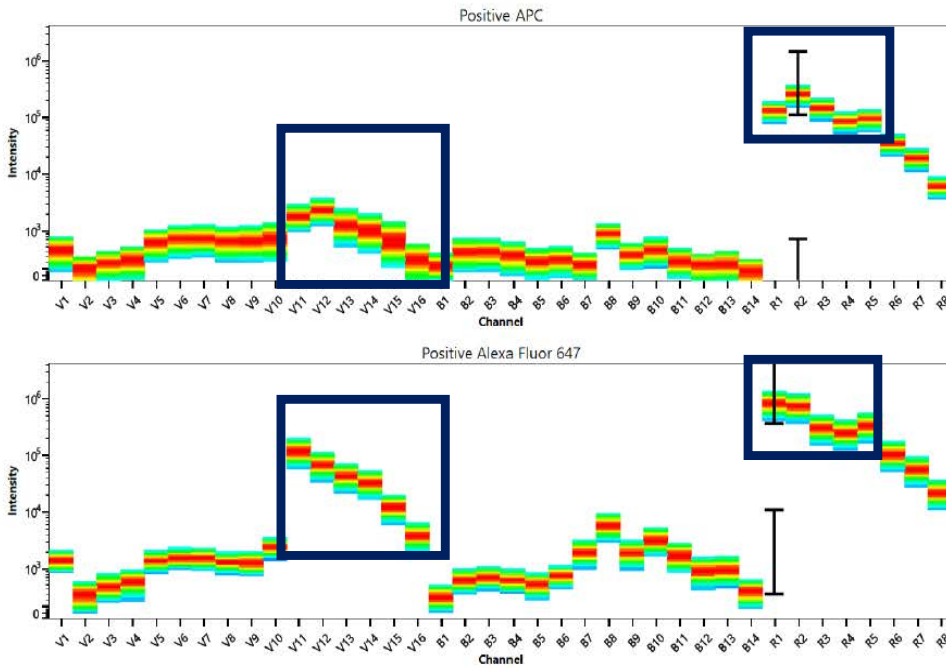 Positive APC
10⁶
10⁵
10⁴
10³
0
Intensity
V1 V2 V3 V4 V5 V6 V7 V8 V9 V10 V11 V12 V13 V14 V15 V16 B1 B2 B3 B4 B5 B6 B7 B8 B9 B10 B11 B12 B13 B14 R1 R2 R3 R4 R5 R6 R7 R8
Channel
Positive Alexa Fluor 647
10⁶
10⁵
10⁴
10³
0
Intensity
V1 V2 V3 V4 V5 V6 V7 V8 V9 V10 V11 V12 V13 V14 V15 V16 B1 B2 B3 B4 B5 B6 B7 B8 B9 B10 B11 B12 B13 B14 R1 R2 R3 R4 R5 R6 R7 R8
Channel